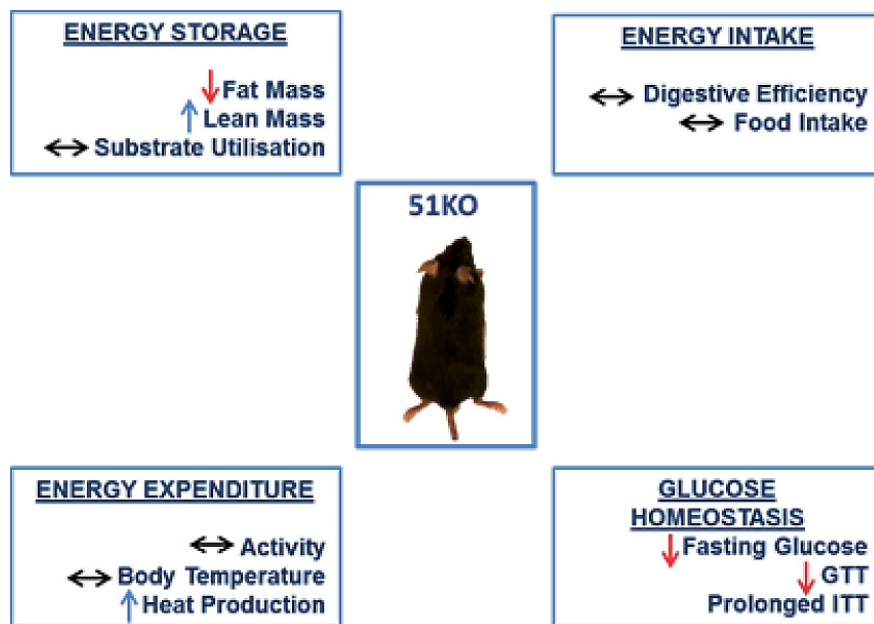 ENERGY STORAGE
Fat Mass
Lean Mass
Substrate Utilisation
ENERGY INTAKE
Digestive Efficiency
Food Intake
51KO
ENERGY EXPENDITURE
Activity
Body Temperature
Heat Production
GLUCOSE
HOMEOSTASIS
Fasting Glucose
GTT
Prolonged ITT